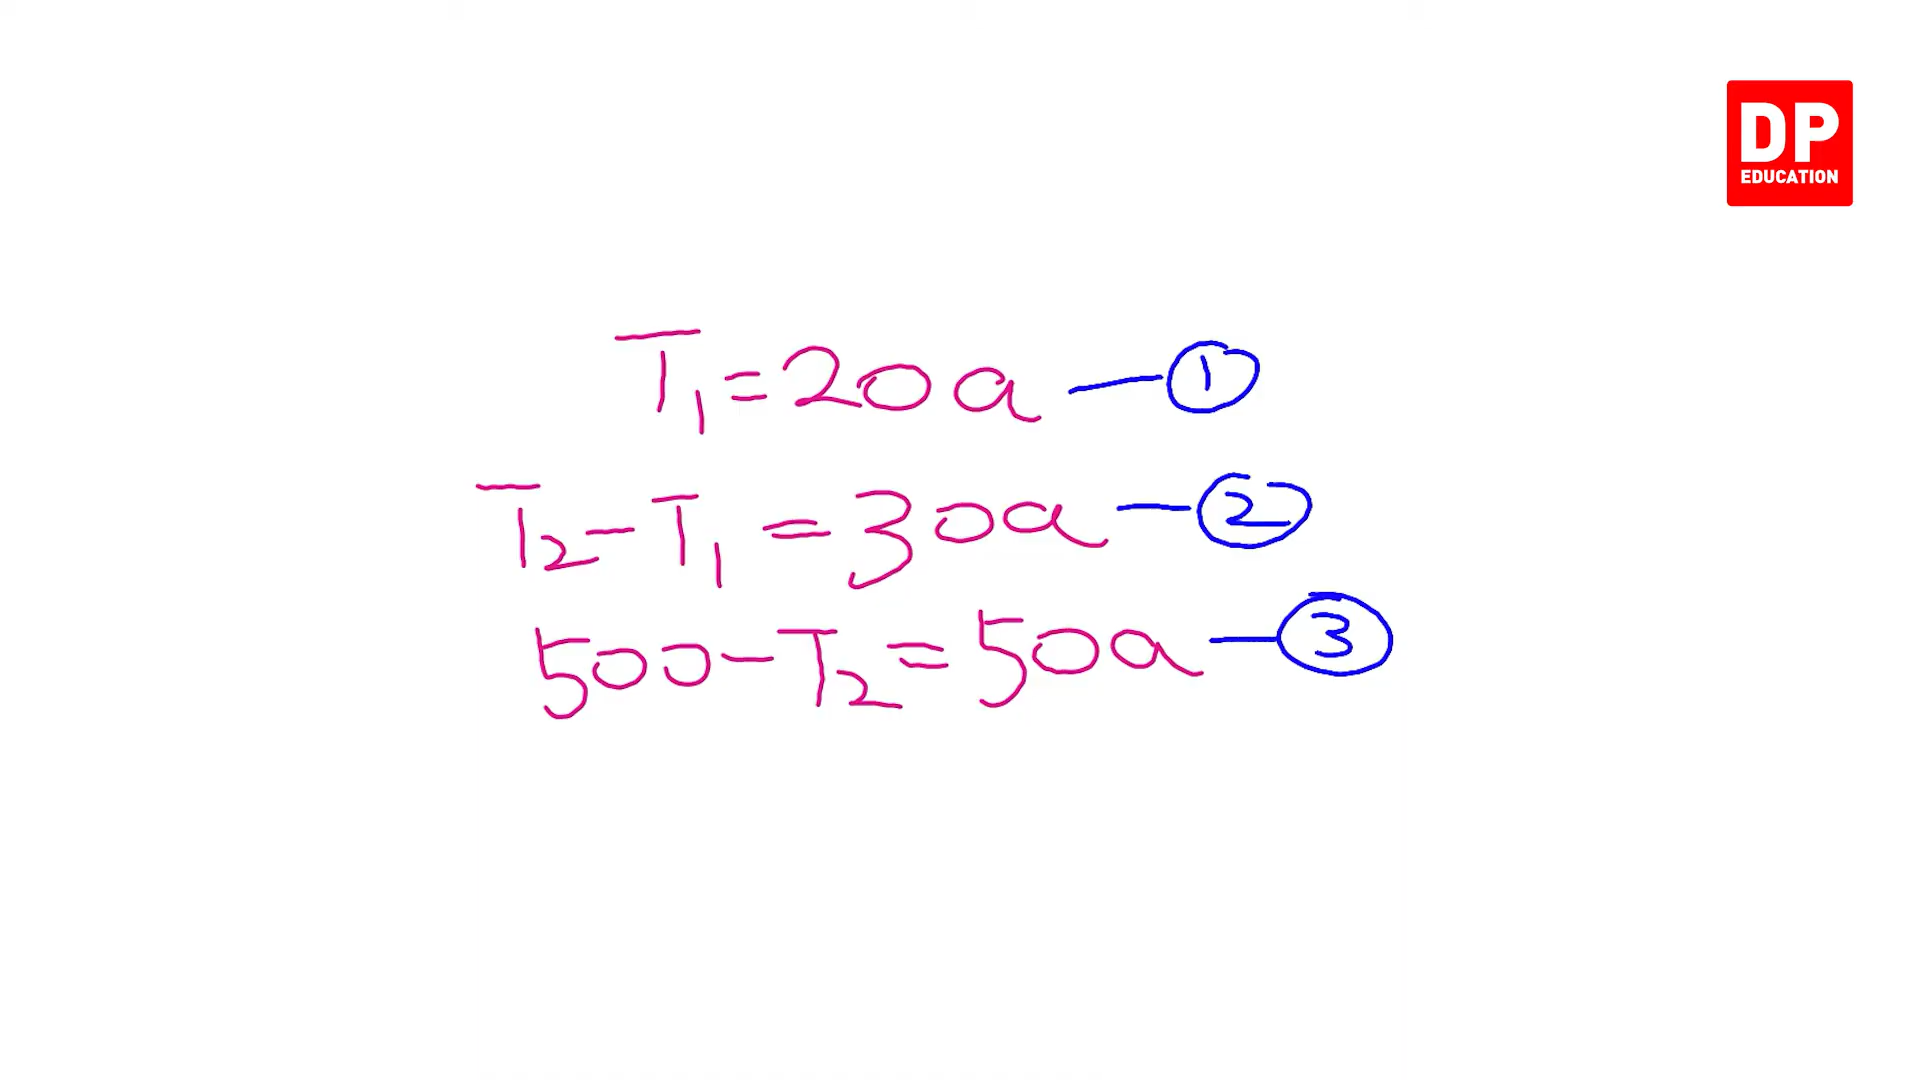 DP
EDUCATION
T₁ = 20a — ①
T₂ - T₁ = 30a — ②
500 - T₂ = 50a — ③